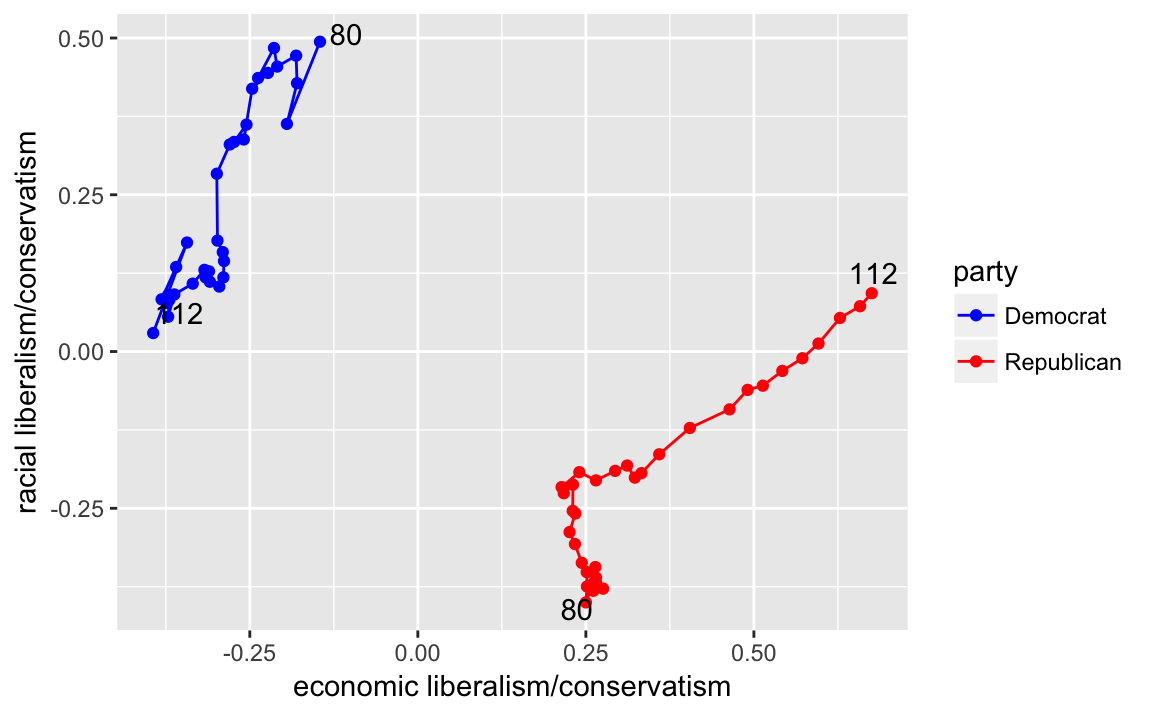 80
0.50
0.25
0.00
-0.25
racial liberalism/conservatism
112
112
80
-0.25
0.00
0.25
0.50
economic liberalism/conservatism
party
Democrat
Republican